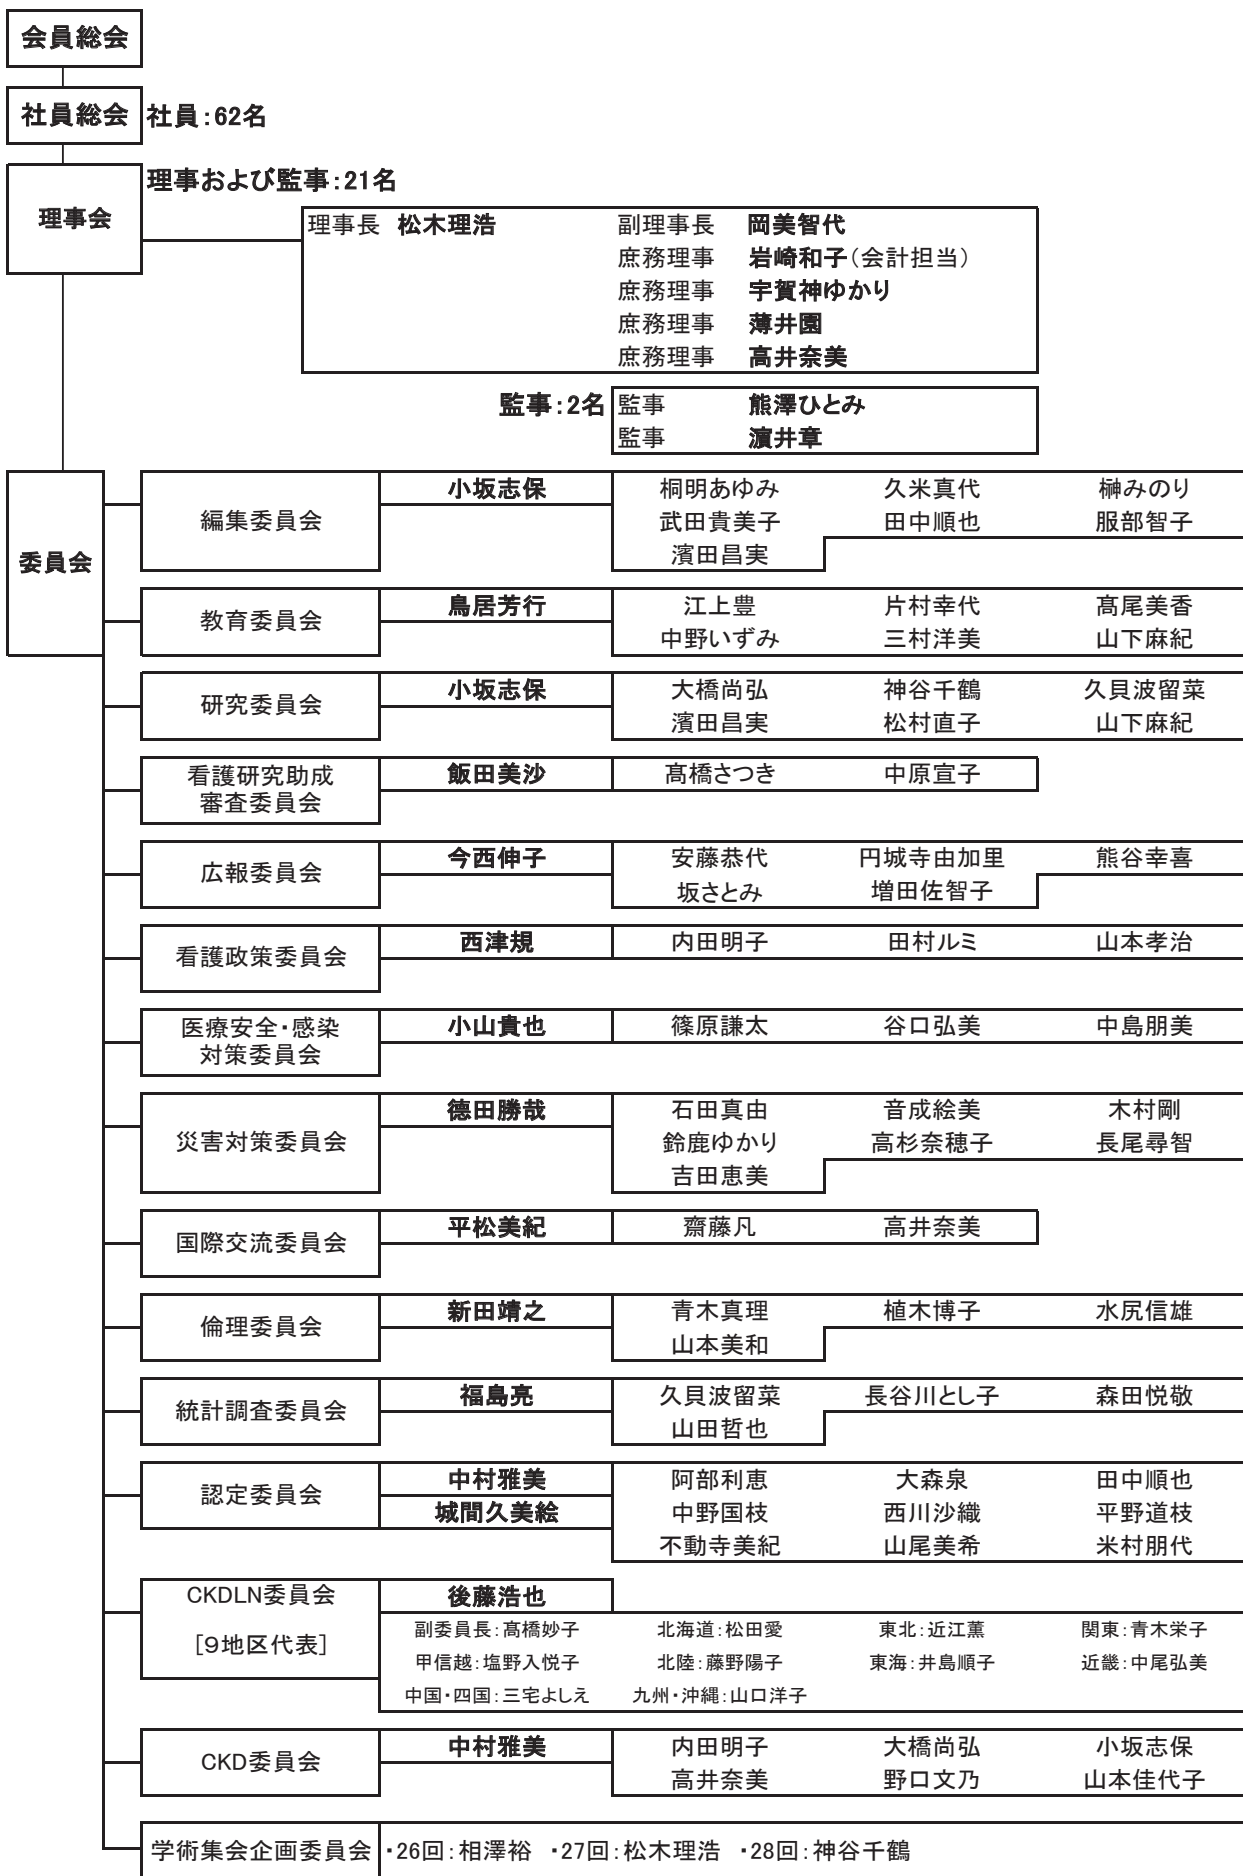 会員総会
社員総会 社員:62名
理事および監事:21名
理事会
理事長 松木理浩 副理事長 岡美智代
庶務理事 岩崎和子(会計担当)
庶務理事 宇賀神ゆかり
庶務理事 薄井園
庶務理事 高井奈美
監事:2名 監事 熊澤ひとみ
監事 濵井章
委員会
編集委員会 小坂志保 桐明あゆみ 久米真代 榊みのり
武田貴美子 田中順也 服部智子
濱田昌実
教育委員会 鳥居芳行 江上豊 片村幸代 髙尾美香
中野いずみ 三村洋美 山下麻紀
研究委員会 小坂志保 大橋尚弘 神谷千鶴 久貝波留菜
濱田昌実 松村直子 山下麻紀
看護研究助成
審査委員会 飯田美沙 髙橋さつき 中原宣子
広報委員会 今西伸子 安藤恭代 円城寺由加里 熊谷幸喜
坂さとみ 増田佐智子
看護政策委員会 西津規 内田明子 田村ルミ 山本孝治
医療安全・感染
対策委員会 小山貴也 篠原謙太 谷口弘美 中島朋美
災害対策委員会 德田勝哉 石田真由 音成絵美 木村剛
鈴鹿ゆかり 高杉奈穂子 長尾尋智
吉田恵美
国際交流委員会 平松美紀 齋藤凡 高井奈美
倫理委員会 新田靖之 青木真理 植木博子 水尻信雄
山本美和
統計調査委員会 福島亮 久貝波留菜 長谷川とし子 森田悦敬
山田哲也
認定委員会 中村雅美 阿部利恵 大森泉 田中順也
城間久美絵 中野国枝 西川沙織 平野道枝
不動寺美紀 山尾美希 米村朋代
CKDLN委員会 後藤浩也
[9地区代表] 副委員長:髙橋妙子 北海道:松田愛 東北:近江薫 関東:青木栄子
甲信越:塩野入悦子 北陸:藤野陽子 東海:井島順子 近畿:中尾弘美
中国・四国:三宅よしえ 九州・沖縄:山口洋子
CKD委員会 中村雅美 内田明子 大橋尚弘 小坂志保
高井奈美 野口文乃 山本佳代子
学術集会企画委員会 ・26回:相澤裕 ・27回:松木理浩 ・28回:神谷千鶴